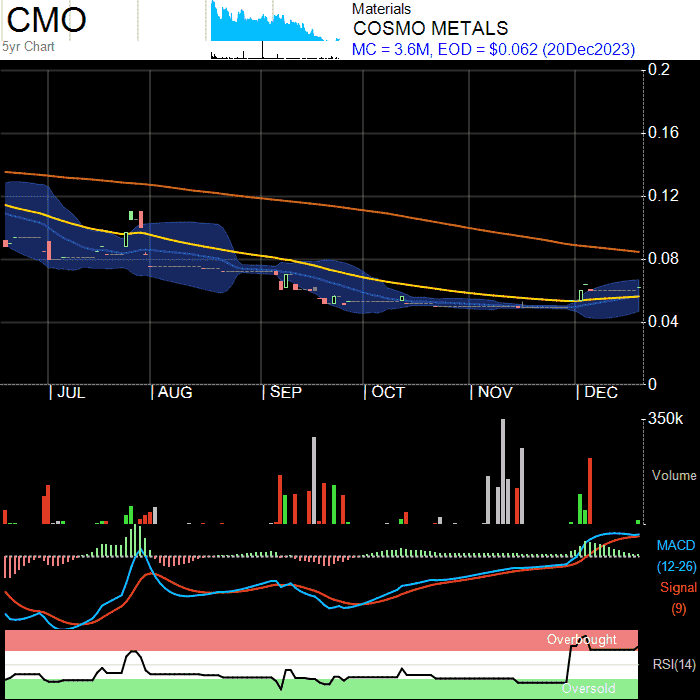 CMO
5yr Chart
Materials
COSMO METALS
MC = 3.6M, EOD = $0.062 (20Dec2023)
0.2
0.16
0.12
0.08
0.04
0
| JUL | AUG | SEP | OCT | NOV | DEC
350k
Volume
MACD
(12-26)
Signal
(9)
Overbought
RSI(14)
Oversold